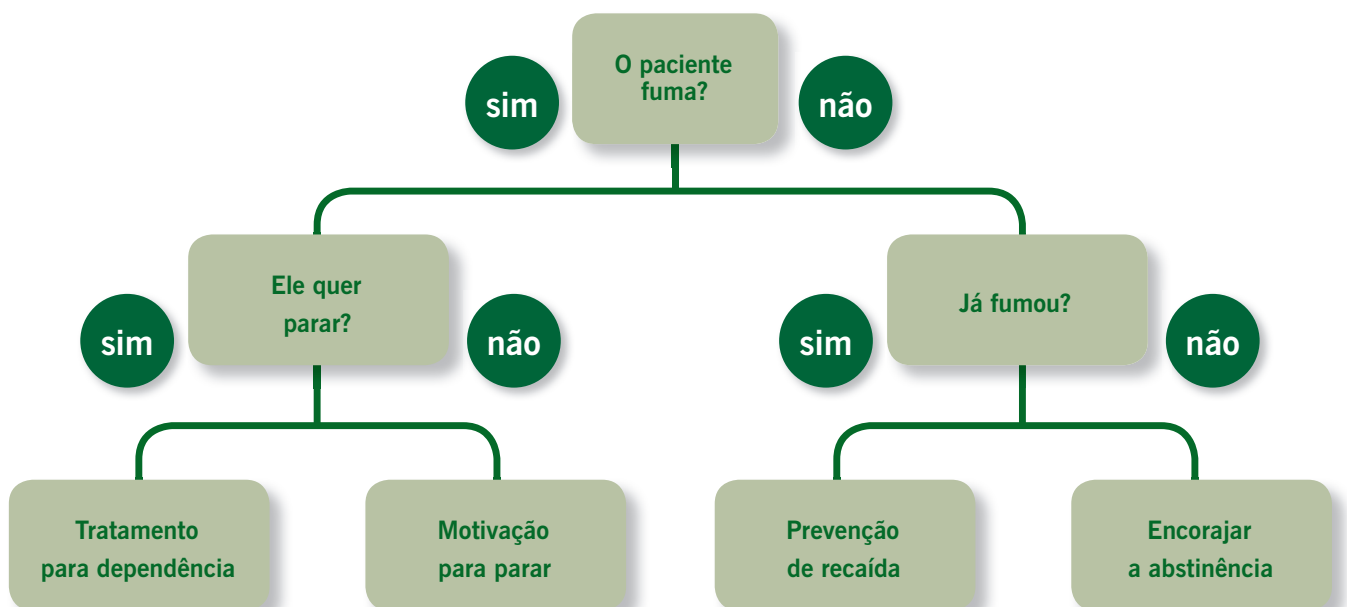 O paciente
fuma?
sim
não
Ele quer
parar?
sim
não
Já fumou?
sim
não
Tratamento
para dependência
Motivação
para parar
Prevenção
de recaída
Encorajar
a abstinência